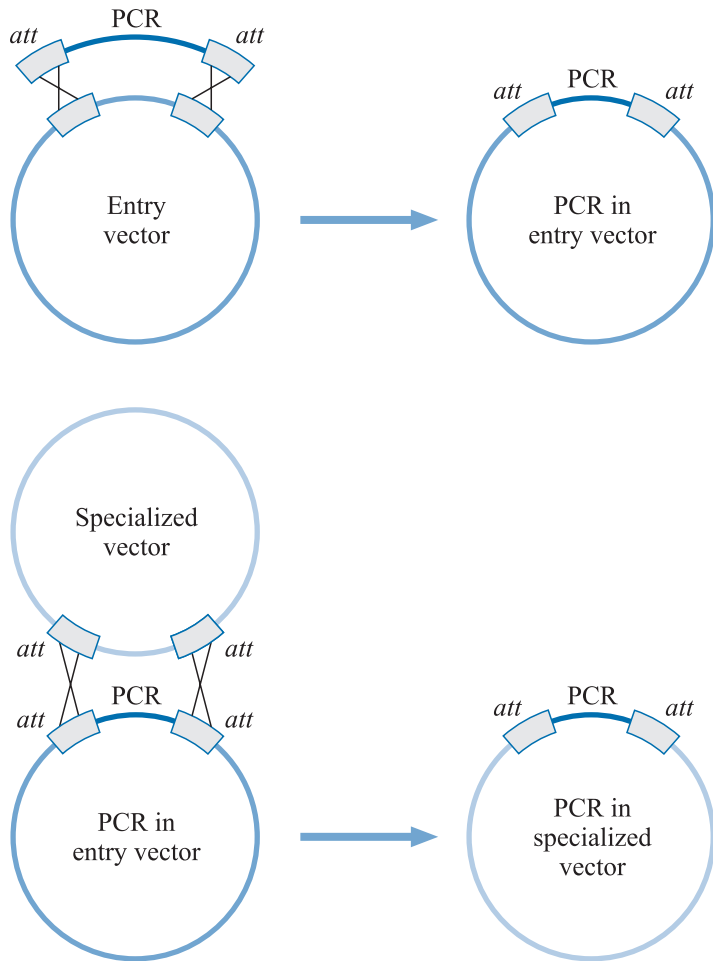 PCR
att
att
Entry
vector
PCR
att
att
PCR in
entry vector
Specialized
vector
att
att
PCR
att
att
PCR in
entry vector
PCR
att
att
PCR in
specialized
vector